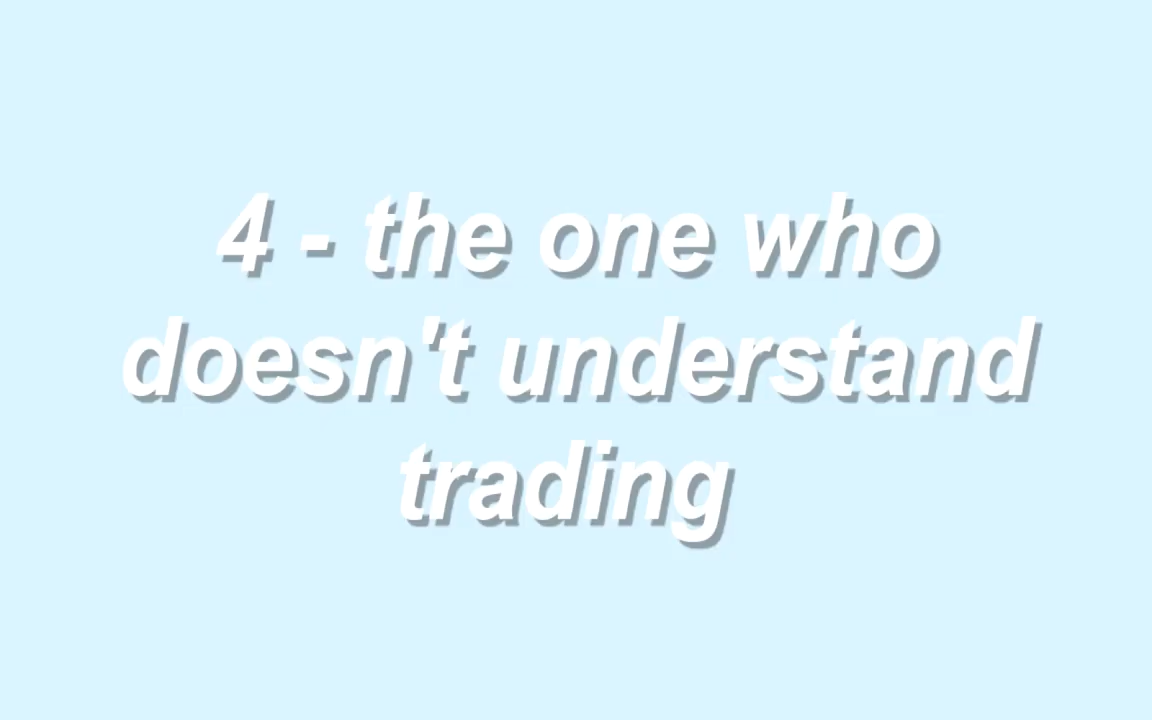 4 - the one who
doesn't understand
trading